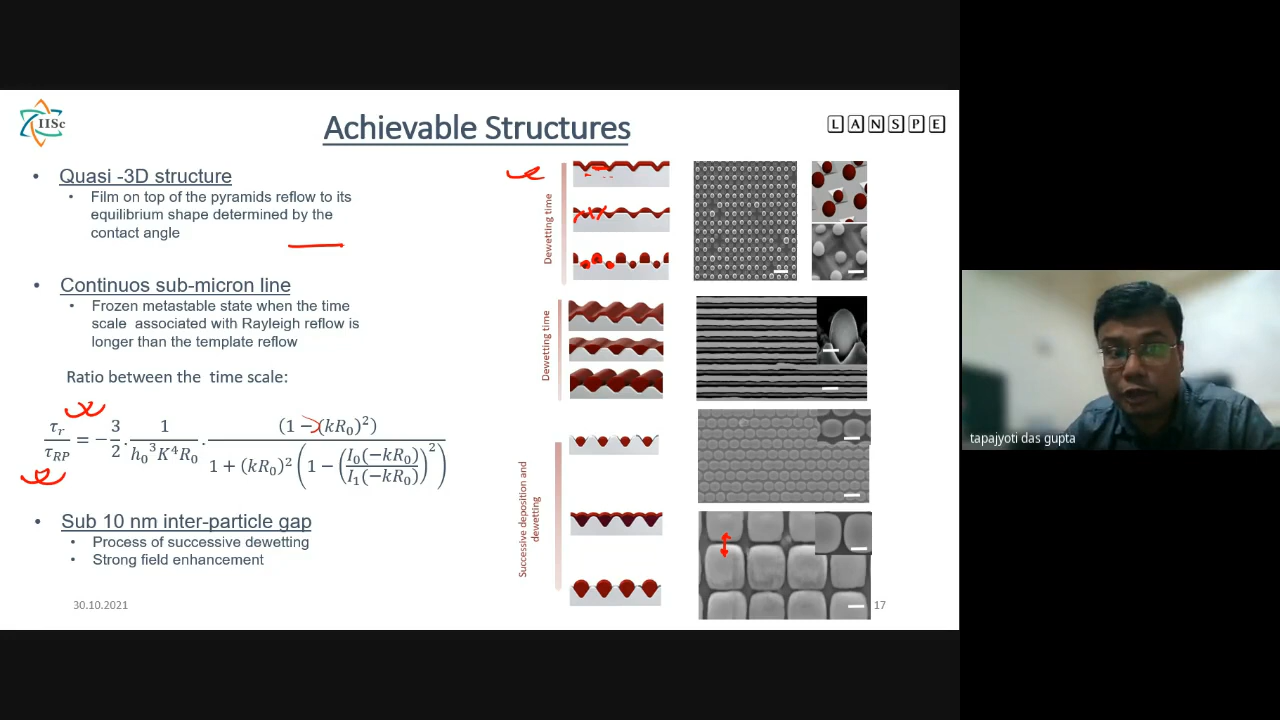 IISc
Achievable Structures
LANSPE
• Quasi -3D structure
• Film on top of the pyramids reflow to its
equilibrium shape determined by the
contact angle
• Continuos sub-micron line
• Frozen metastable state when the time
scale associated with Rayleigh reflow is
longer than the template reflow
Ratio between the time scale:
τ_r/τ_RP = −3/2 · 1/(h₀³K⁴R₀) · (1 − (kR₀)²)/(1 + (kR₀)²(1 − (I₀(−kR₀)/I₁(−kR₀))²))
• Sub 10 nm inter-particle gap
• Process of successive dewetting
• Strong field enhancement
30.10.2021
Dewetting time
Dewetting time
Successive deposition and
dewetting
17
tapajyoti das gupta